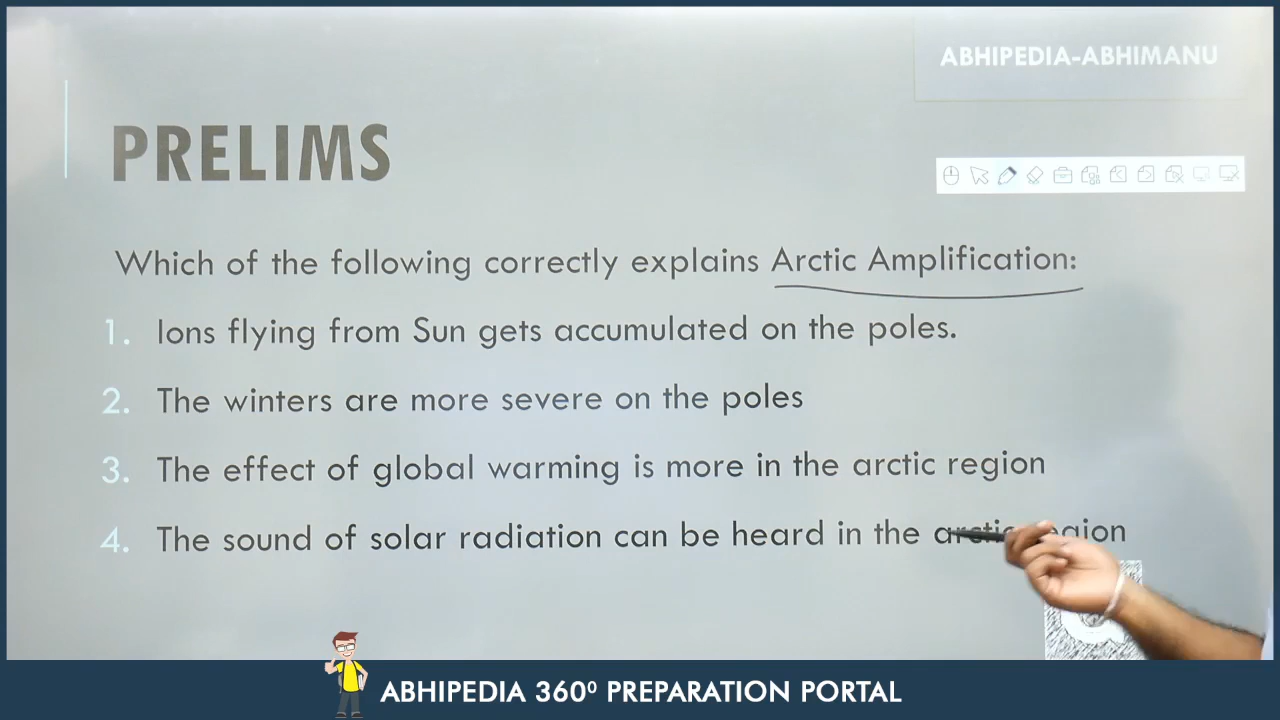 ABHIPEDIA-ABHIMANU
PRELIMS
Which of the following correctly explains Arctic Amplification:
1. Ions flying from Sun gets accumulated on the poles.
2. The winters are more severe on the poles
3. The effect of global warming is more in the arctic region
4. The sound of solar radiation can be heard in the arctic region
ABHIPEDIA 360⁰ PREPARATION PORTAL